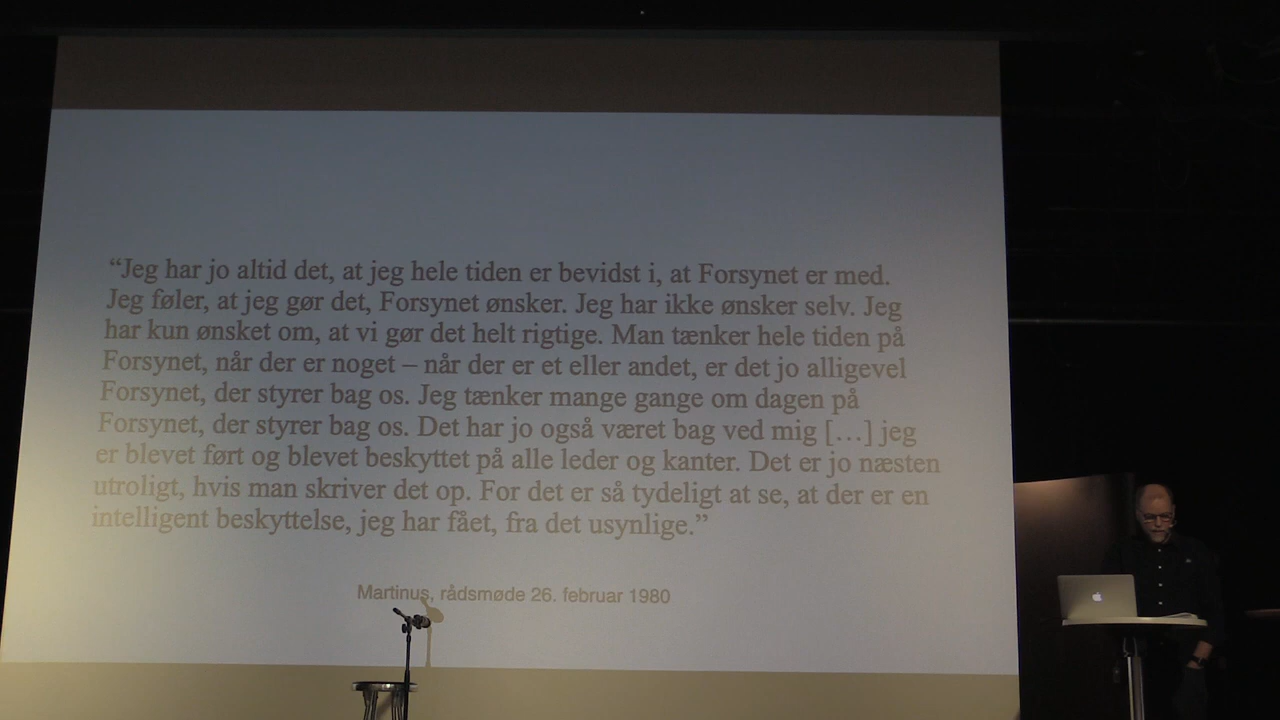 “Jeg har jo altid det, at jeg hele tiden er bevidst i, at Forsynet er med.
Jeg føler, at jeg gør det, Forsynet ønsker. Jeg har ikke ønsker selv. Jeg
har kun ønsket om, at vi gør det helt rigtige. Man tænker hele tiden på
Forsynet, når der er noget – når der er et eller andet, er det jo alligevel
Forsynet, der styrer bag os. Jeg tænker mange gange om dagen på
Forsynet, der styrer bag os. Det har jo også været bag ved mig […] jeg
er blevet ført og blevet beskyttet på alle leder og kanter. Det er jo næsten
utroligt, hvis man skriver det op. For det er så tydeligt at se, at der er en
intelligent beskyttelse, jeg har fået, fra det usynlige.”
Martinus, rådsmøde 26. februar 1980